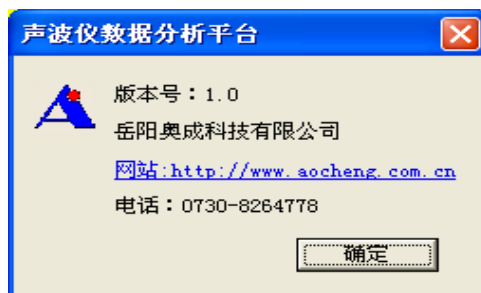 声波仪数据分析平台
版本号：1.0
岳阳奥成科技有限公司
网站:http://www.aocheng.com.cn
电话：0730-8264778
确定